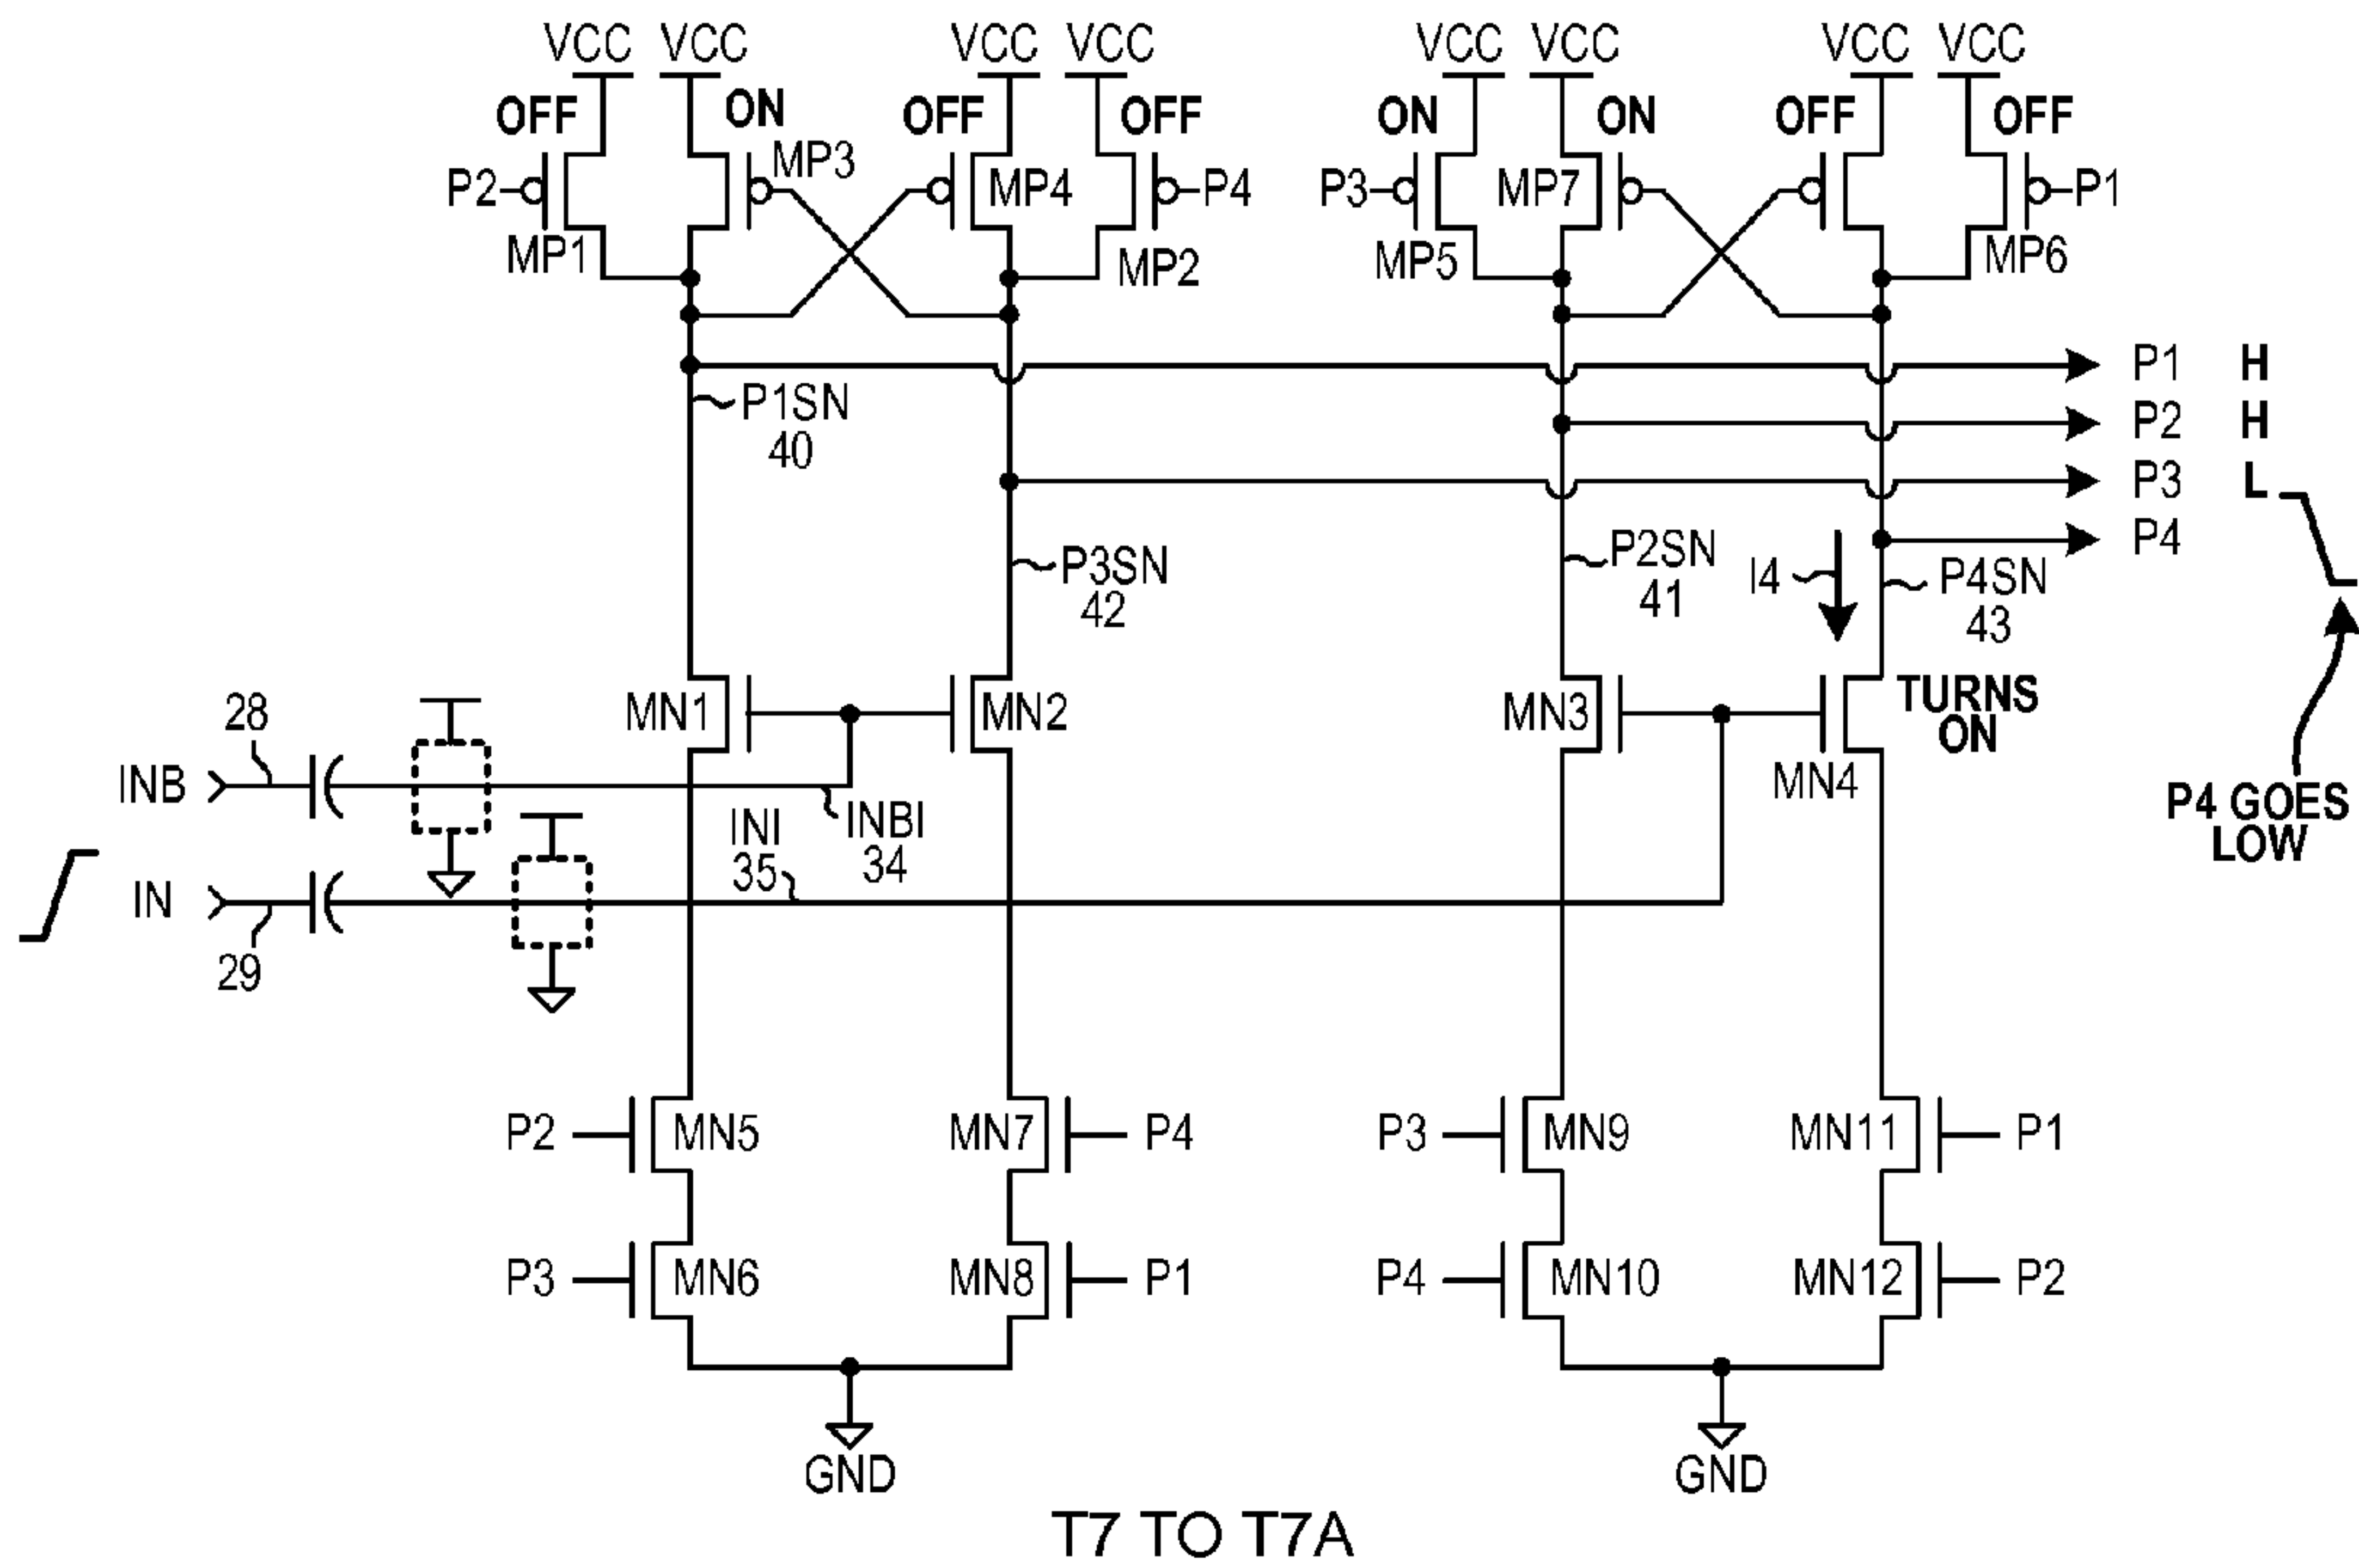 VCC VCC VCC VCC VCC VCC VCC VCC
OFF ON OFF OFF ON ON OFF OFF
P2 MP3 MP4 P4 P3 MP7 P1
MP1 MP2 MP5 MP6
P1 H
P1SN
40
P2 H
P3 L
P4
P3SN
42
P2SN
41
I4
P4SN
43
28 MN1 MN2 MN3 TURNS
ON
MN4
INB
INI
35
INBI
34
P4 GOES
LOW
IN
29
P2 MN5 MN7 P4 P3 MN9 MN11 P1
P3 MN6 MN8 P1 P4 MN10 MN12 P2
GND GND
T7 TO T7A